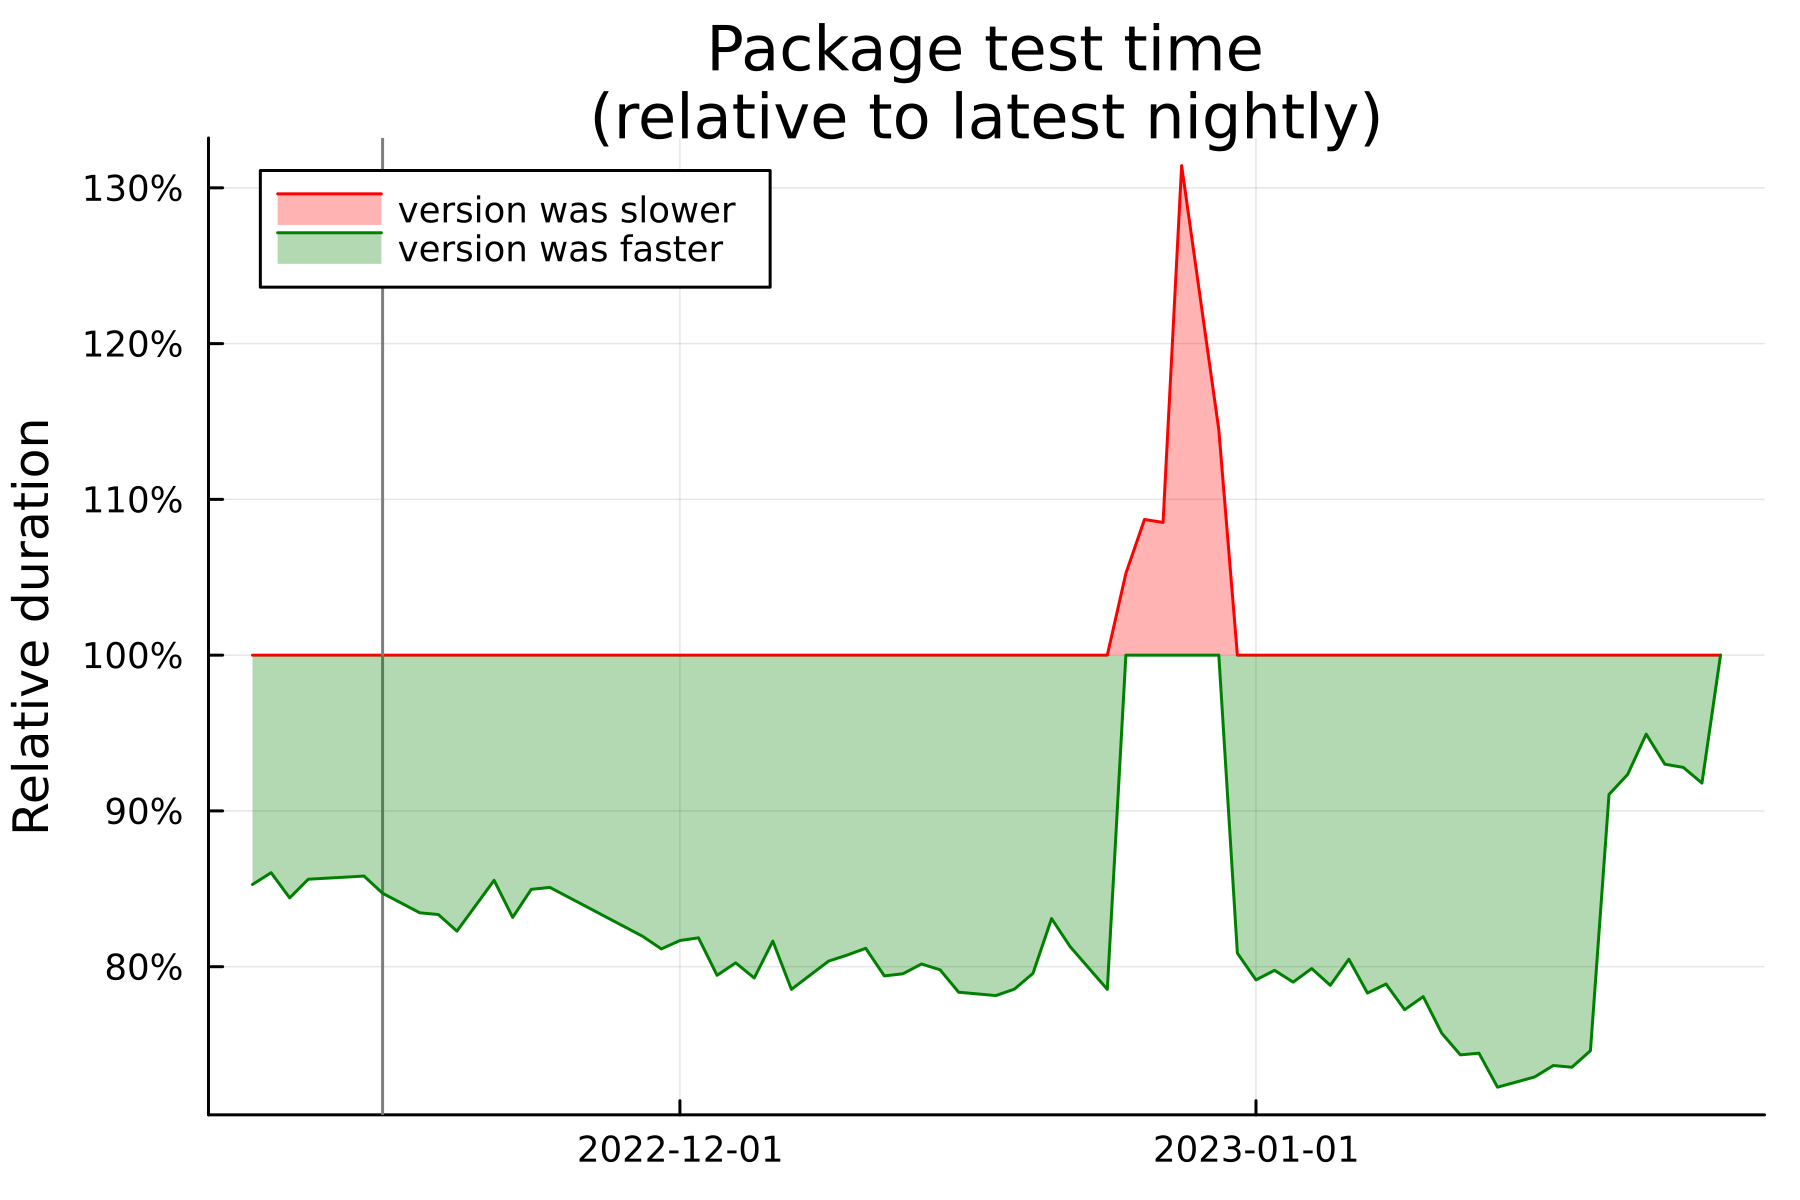 Package test time
(relative to latest nightly)
version was slower
version was faster
Relative duration
130%
120%
110%
100%
90%
80%
2022-12-01
2023-01-01